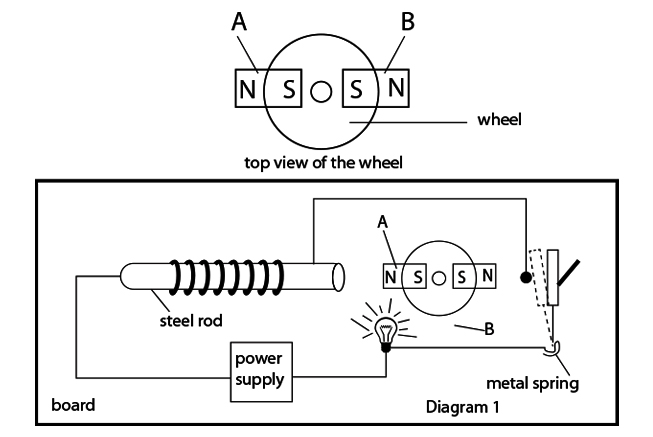 A B
N S S N
wheel
top view of the wheel
A
N S S N
steel rod
B
power
supply
metal spring
board
Diagram 1